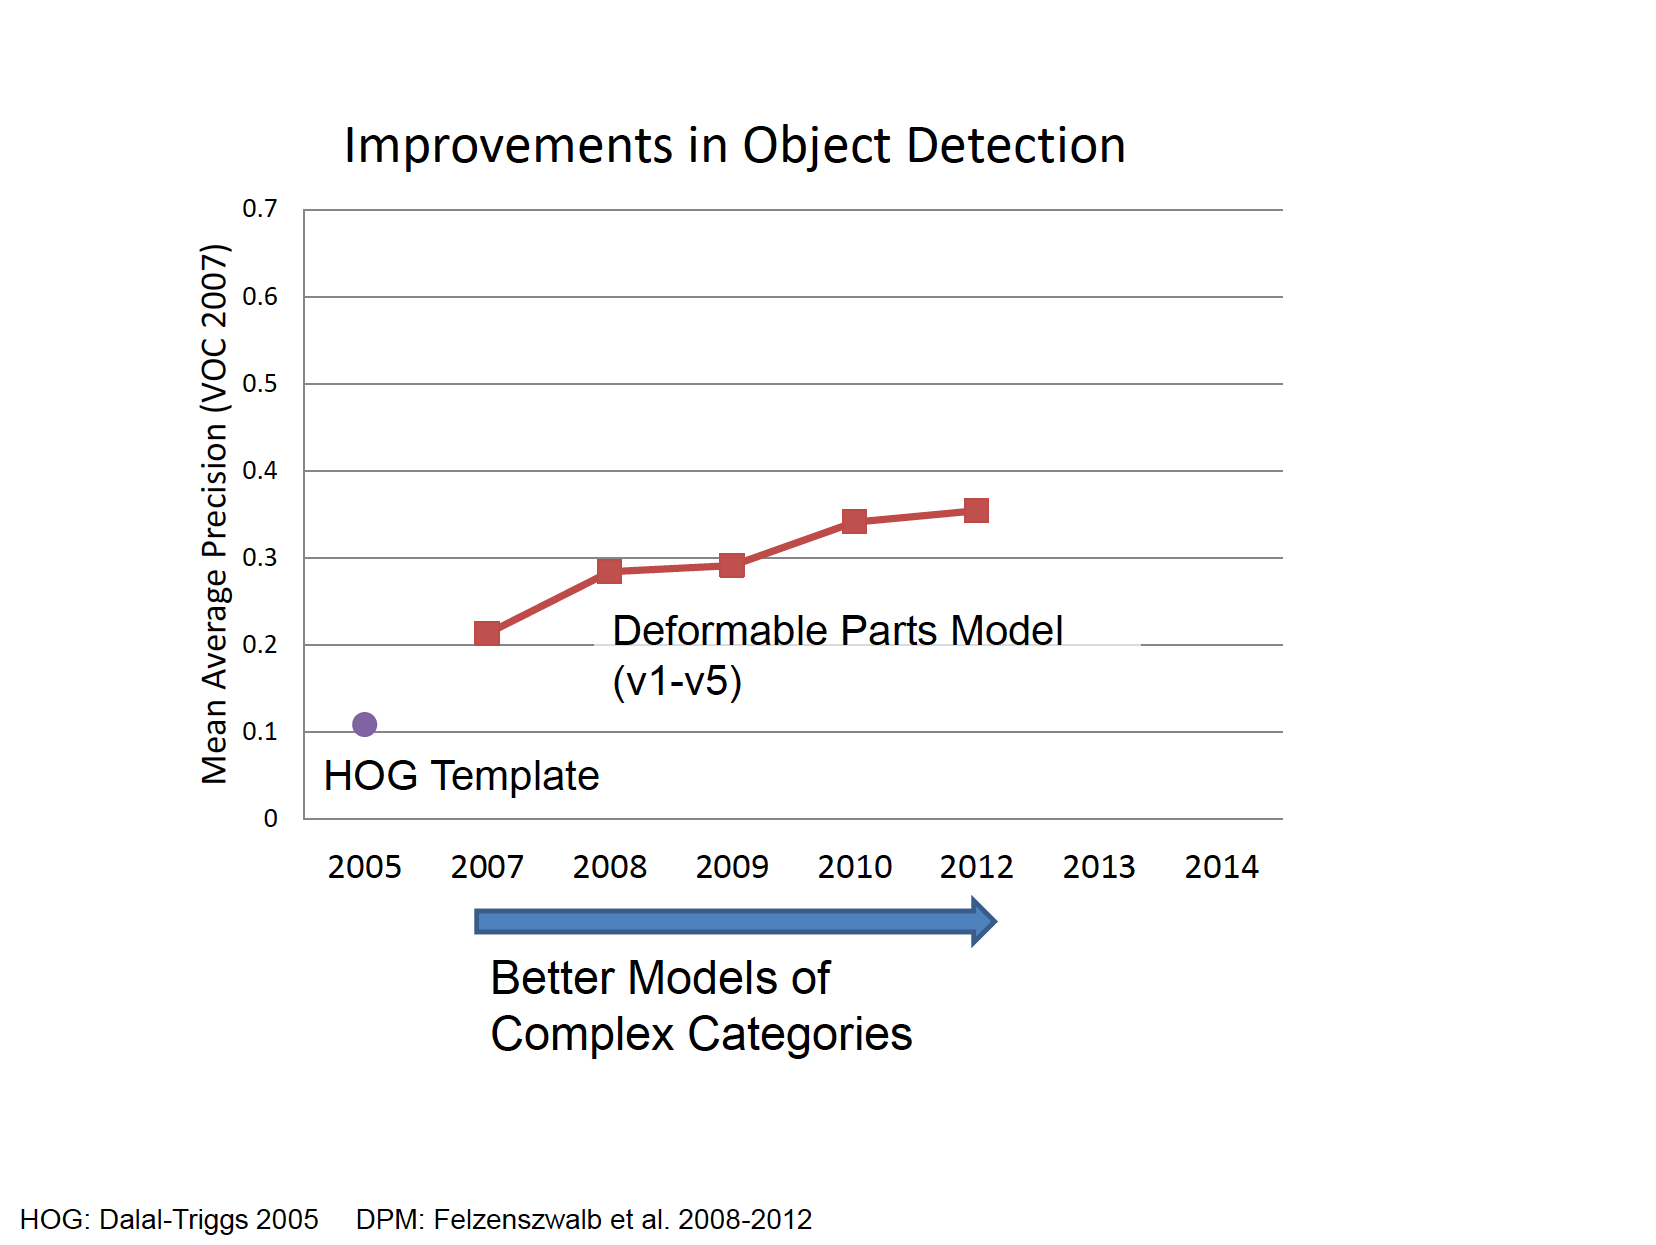 Improvements in Object Detection
Mean Average Precision (VOC 2007)
0.7
0.6
0.5
0.4
0.3
0.2
0.1
0
Deformable Parts Model
(v1-v5)
HOG Template
2005 2007 2008 2009 2010 2012 2013 2014
Better Models of
Complex Categories
HOG: Dalal-Triggs 2005 DPM: Felzenszwalb et al. 2008-2012